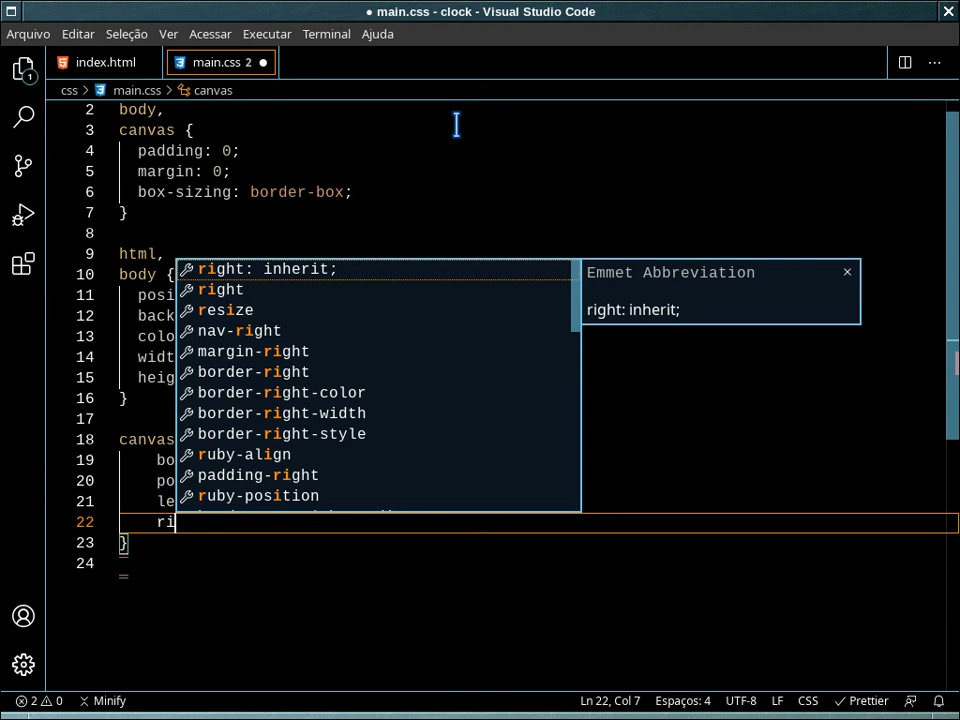 ● main.css - clock - Visual Studio Code
Arquivo Editar Seleção Ver Acessar Executar Terminal Ajuda
index.html main.css 2 ●
css > main.css > canvas
2 body,
3 canvas {
4 padding: 0;
5 margin: 0;
6 box-sizing: border-box;
7 }
8
9 html,
10 body {
11 posi
12 back
13 colo
14 widt
15 heig
16 }
17
18 canvas
19 bo
20 po
21 le
22 ri
23 }
24
right: inherit;
right
resize
nav-right
margin-right
border-right
border-right-color
border-right-width
border-right-style
ruby-align
padding-right
ruby-position
Emmet Abbreviation ×
right: inherit;
1
2 0 Minify Ln 22, Col 7 Espaços: 4 UTF-8 LF CSS Prettier